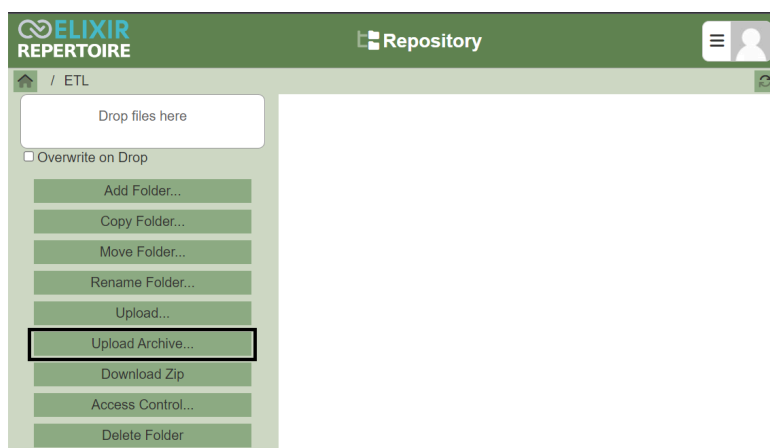 ELIXIR
REPERTOIRE
Repository
/ ETL
Drop files here
Overwrite on Drop
Add Folder...
Copy Folder...
Move Folder...
Rename Folder...
Upload...
Upload Archive...
Download Zip
Access Control...
Delete Folder